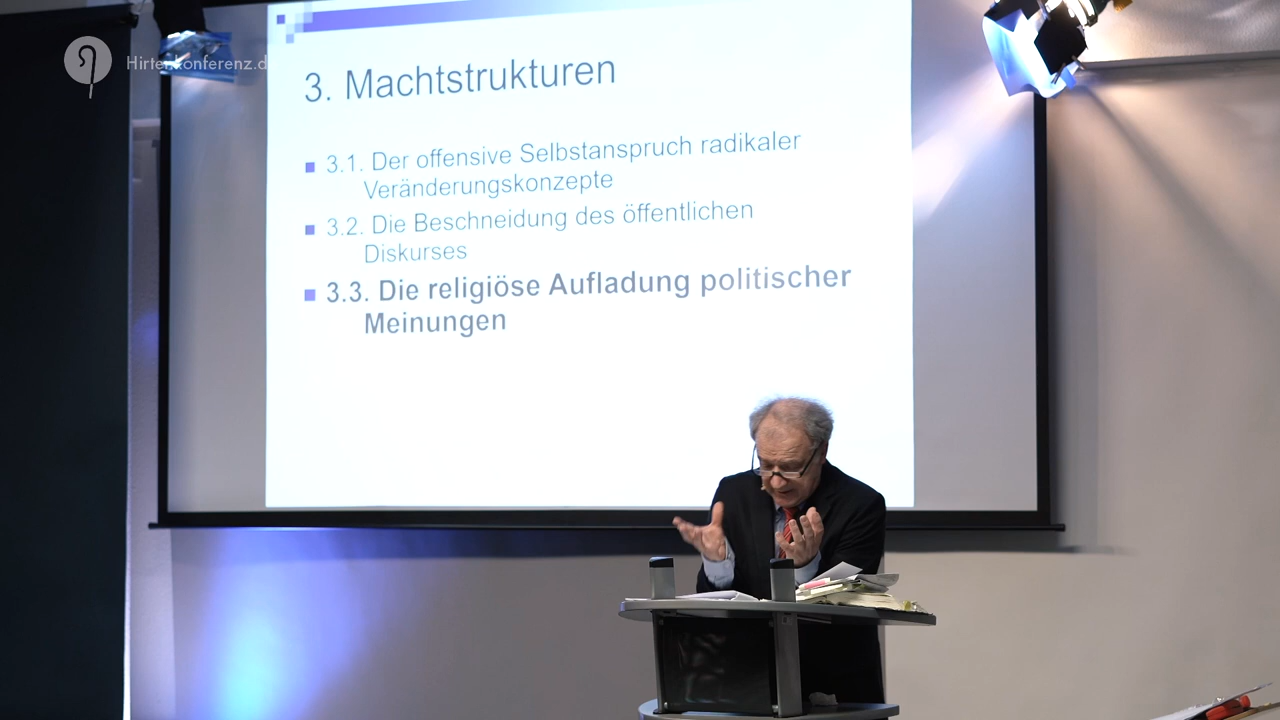 Hirtenkonferenz.d
3. Machtstrukturen
3.1. Der offensive Selbstanspruch radikaler
Veränderungskonzepte
3.2. Die Beschneidung des öffentlichen
Diskurses
3.3. Die religiöse Aufladung politischer
Meinungen